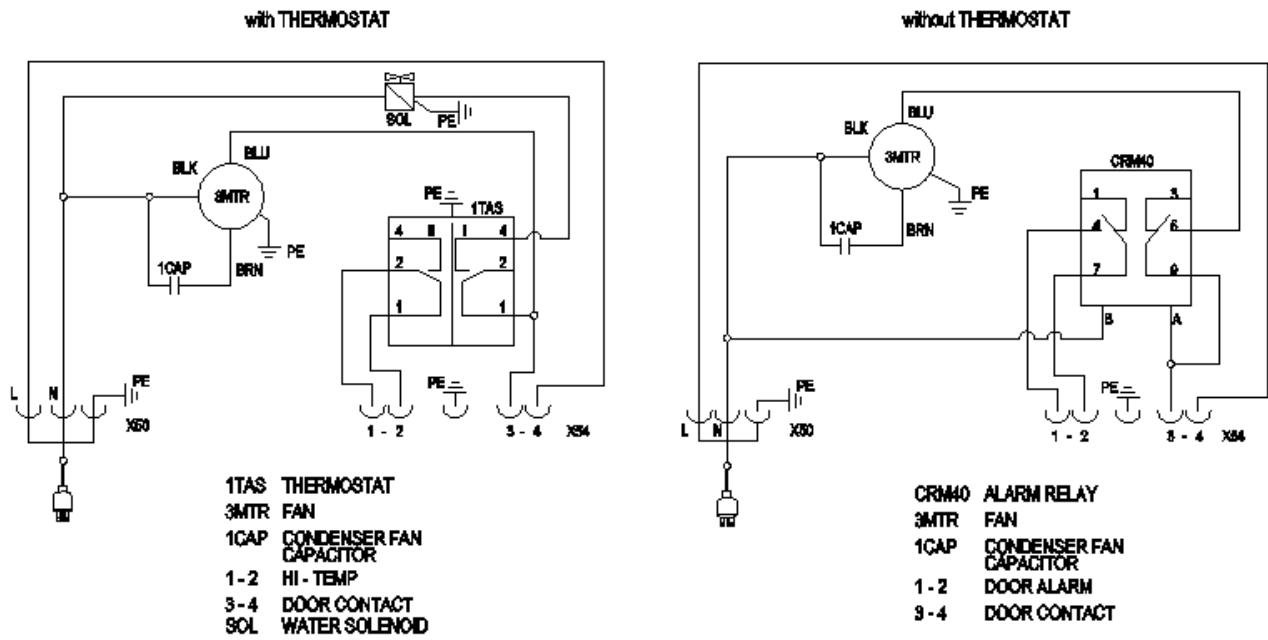 with THERMOSTAT
SOL
PE
BLK
BLU
3MTR
PE
1CAP
BRN
PE
1TAS
4 II I 4
2 2
1 1
L N
PE
X50
PE
1 - 2
3 - 4
X54
1TAS THERMOSTAT
3MTR FAN
1CAP CONDENSER FAN
CAPACITOR
1 - 2 HI - TEMP
3 - 4 DOOR CONTACT
SOL WATER SOLENOID
without THERMOSTAT
BLK
BLU
3MTR
PE
1CAP
BRN
CRM40
1 3
4 6
7 9
B A
L N
PE
X50
PE
1 - 2
3 - 4
X54
CRM40 ALARM RELAY
3MTR FAN
1CAP CONDENSER FAN
CAPACITOR
1 - 2 DOOR ALARM
3 - 4 DOOR CONTACT